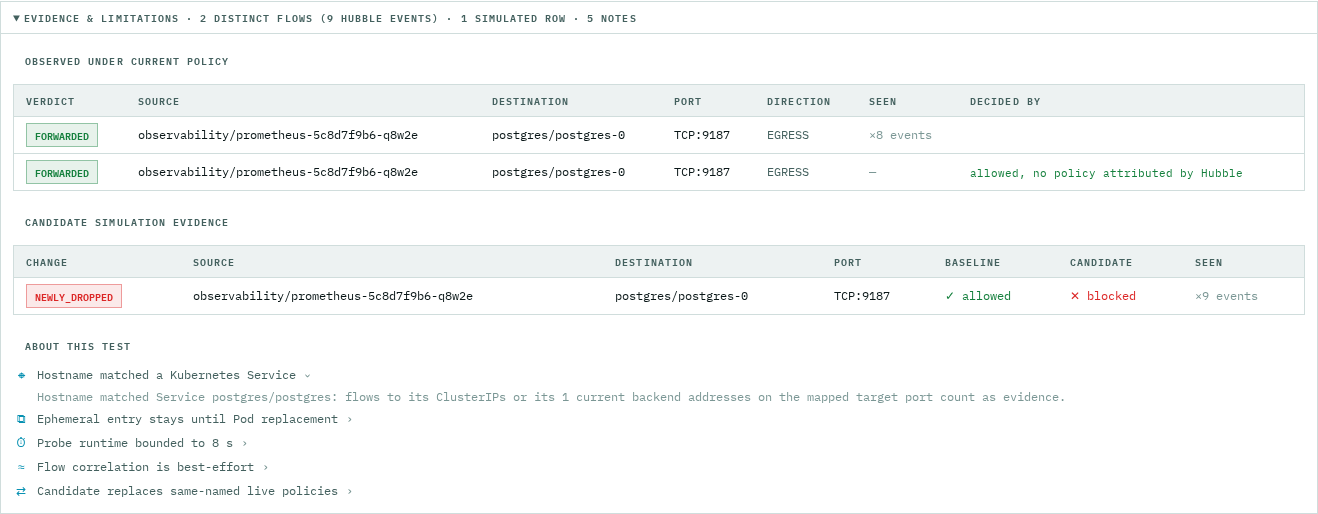 ▼ EVIDENCE & LIMITATIONS · 2 DISTINCT FLOWS (9 HUBBLE EVENTS) · 1 SIMULATED ROW · 5 NOTES
OBSERVED UNDER CURRENT POLICY
VERDICT SOURCE DESTINATION PORT DIRECTION SEEN DECIDED BY
FORWARDED observability/prometheus-5c8d7f9b6-q8w2e postgres/postgres-0 TCP:9187 EGRESS ×8 events
FORWARDED observability/prometheus-5c8d7f9b6-q8w2e postgres/postgres-0 TCP:9187 EGRESS — allowed, no policy attributed by Hubble
CANDIDATE SIMULATION EVIDENCE
CHANGE SOURCE DESTINATION PORT BASELINE CANDIDATE SEEN
NEWLY_DROPPED observability/prometheus-5c8d7f9b6-q8w2e postgres/postgres-0 TCP:9187 ✓ allowed ✕ blocked ×9 events
ABOUT THIS TEST
Hostname matched a Kubernetes Service ⌄
Hostname matched Service postgres/postgres: flows to its ClusterIPs or its 1 current backend addresses on the mapped target port count as evidence.
Ephemeral entry stays until Pod replacement ›
Probe runtime bounded to 8 s ›
≈ Flow correlation is best-effort ›
⇄ Candidate replaces same-named live policies ›